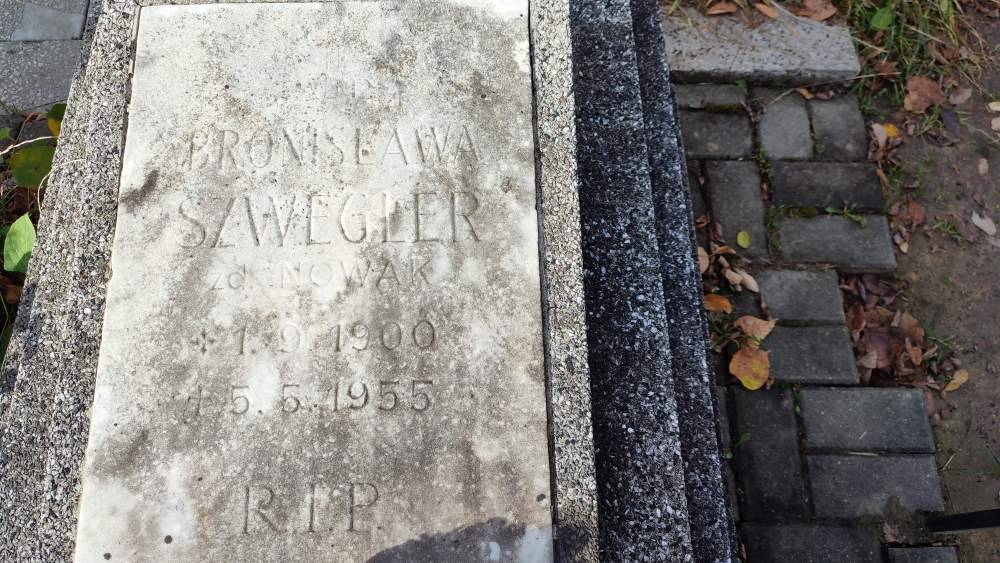 BRONISŁAWA
SZWEGLER
zd. NOWAK
* 1. 9. 1900
† 5. 5. 1955
R.I.P.